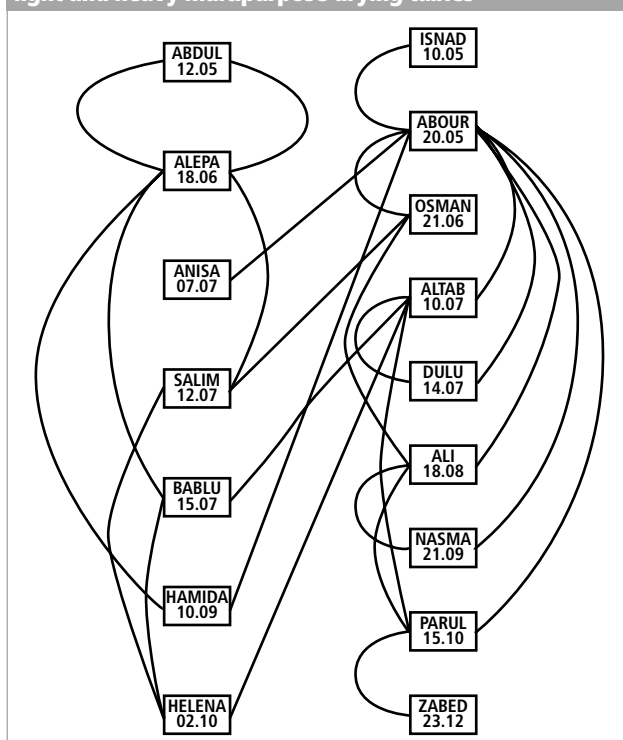 ABDUL
12.05
ALEPA
18.06
ANISA
07.07
SALIM
12.07
BABLU
15.07
HAMIDA
10.09
HELENA
02.10
ISNAD
10.05
ABOUR
20.05
OSMAN
21.06
ALTAB
10.07
DULU
14.07
ALI
18.08
NASMA
21.09
PARUL
15.10
ZABED
23.12